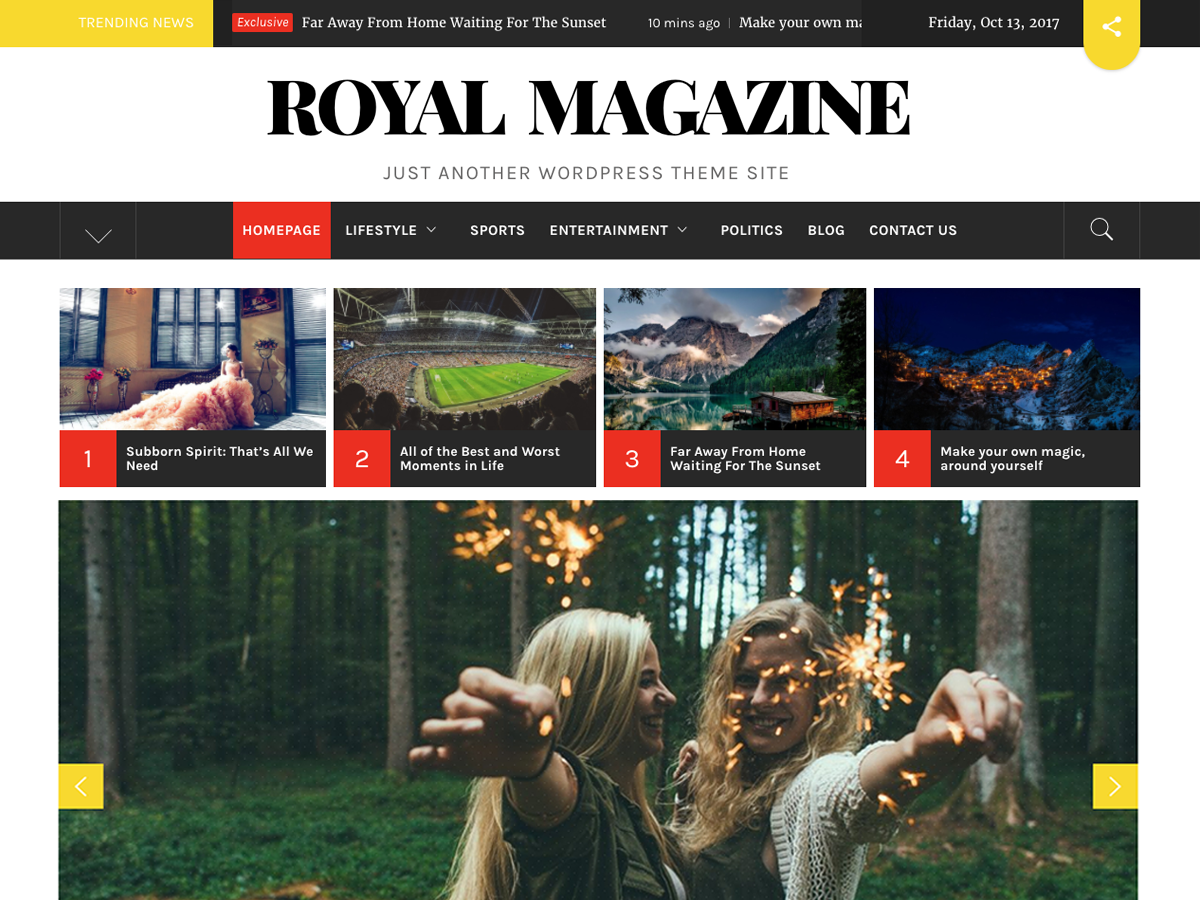 TRENDING NEWS
Exclusive Far Away From Home Waiting For The Sunset 10 mins ago Make your own
Friday, Oct 13, 2017
ROYAL MAGAZINE
JUST ANOTHER WORDPRESS THEME SITE
HOMEPAGE LIFESTYLE SPORTS ENTERTAINMENT POLITICS BLOG CONTACT US
1 Subborn Spirit: That's All We
Need
2 All of the Best and Worst
Moments in Life
3 Far Away From Home
Waiting For The Sunset
4 Make your own magic,
around yourself